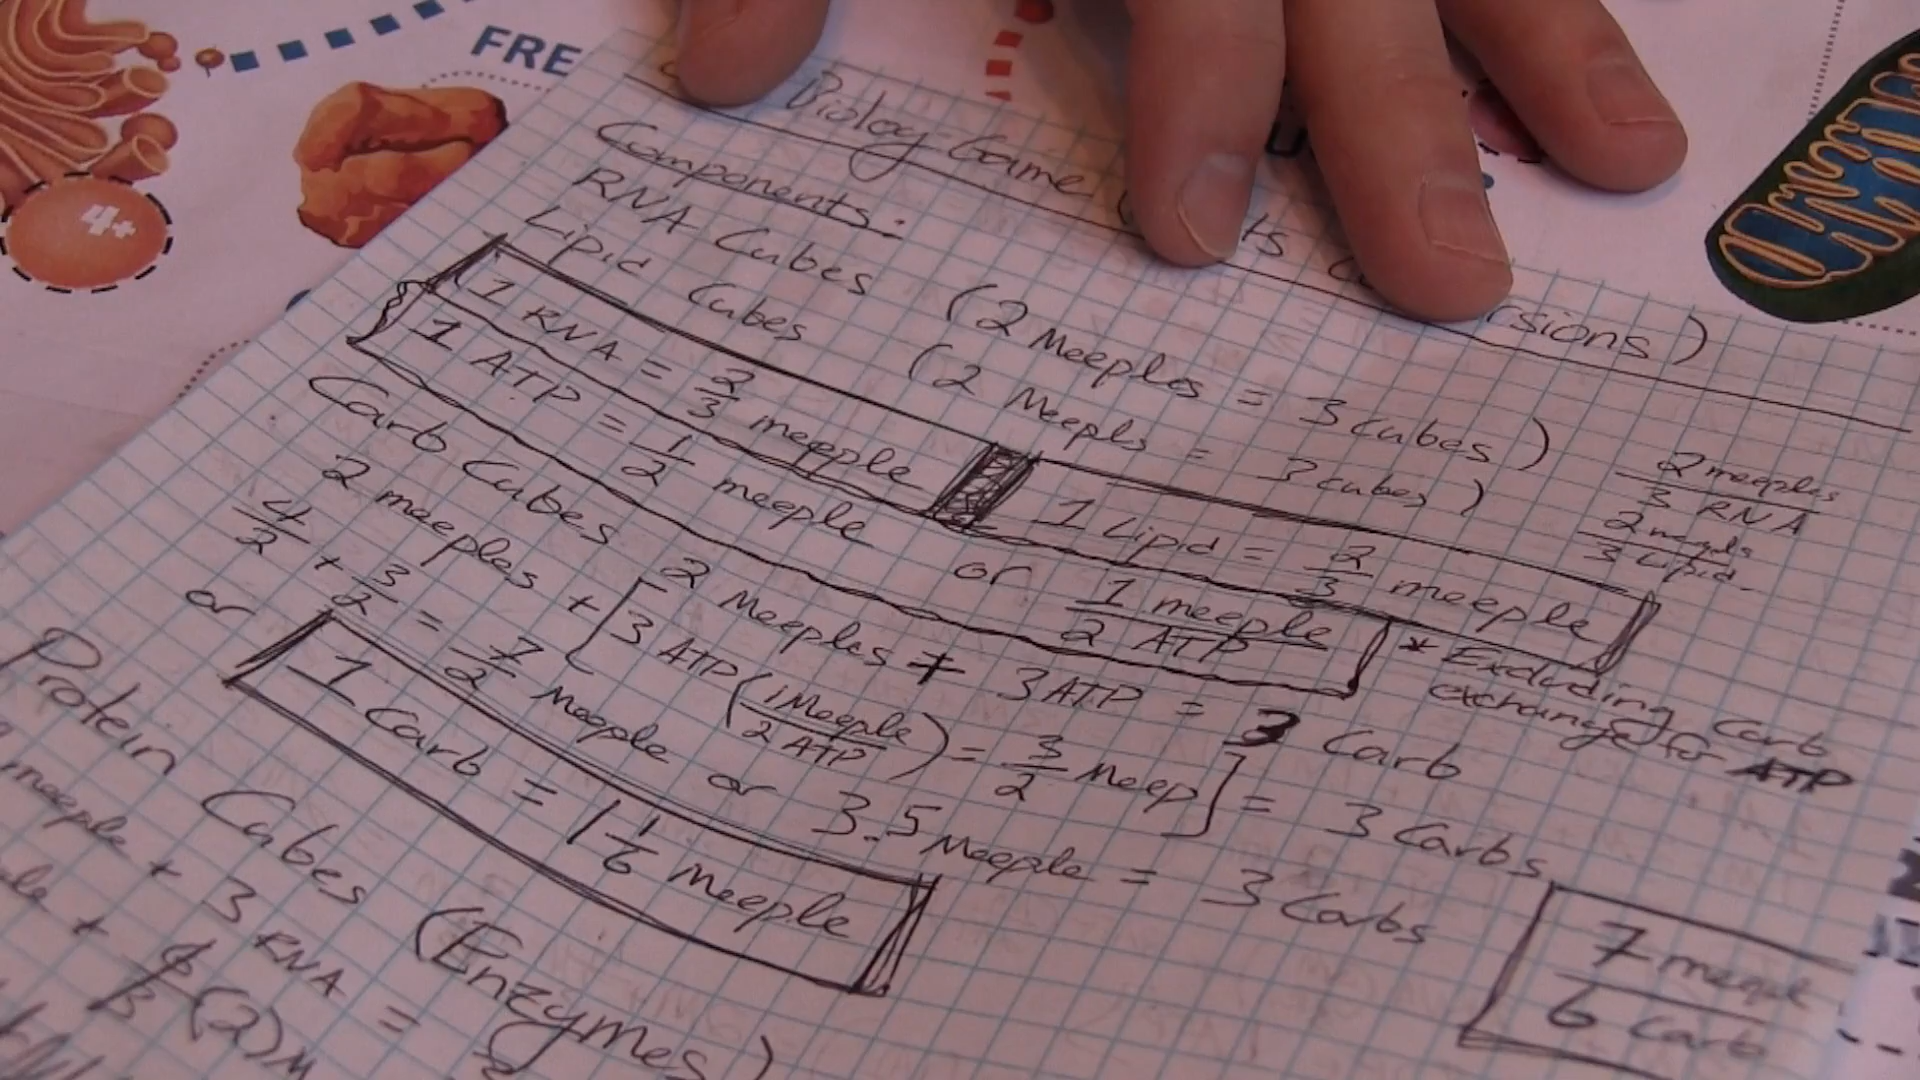 FRE
4+
Biology Game
rsions)
Components:
RNA Cubes (2 Meeples = 3 cubes)
Lipid Cubes (2 Meepls = 3 cubes)
2 meeples
3 RNA
2 meepls
3 Lipid
1 RNA = 2/3 meeple
1 Lipid = 2/3 meeple
1 ATP = 1/2 meeple or 1 meeple / 2 ATP
* Excluding Carb
exchange for ATP
Carb Cubes 2 Meeples + 3 ATP = 3 Carb
2 meeples + [3 ATP (1 Meeple / 2 ATP) = 3/2 Meep] = 3 Carbs
4/2 + 3/2 = 7/2 Meeple or 3.5 Meeple = 3 Carbs
or
1 Carb = 1 1/6 Meeple
7 meepl
6 carb
Protein Cubes (Enzymes)
meeple + 3 RNA =
(2)M